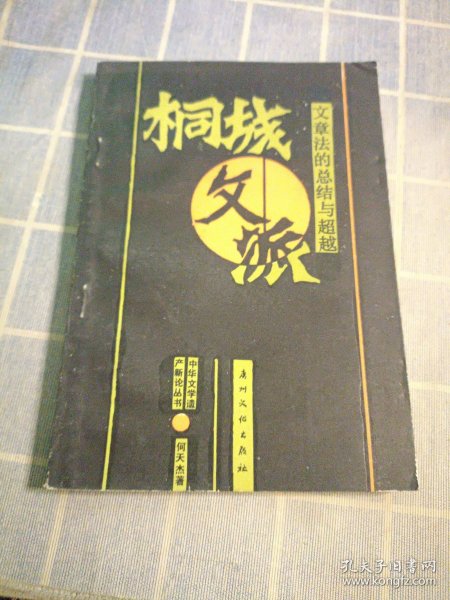 桐城
文派
文章法的总结与超越
中华文学遗
产新论丛书
何天杰著
广州文化出版社
孔夫子旧书网
www.kongfz.com